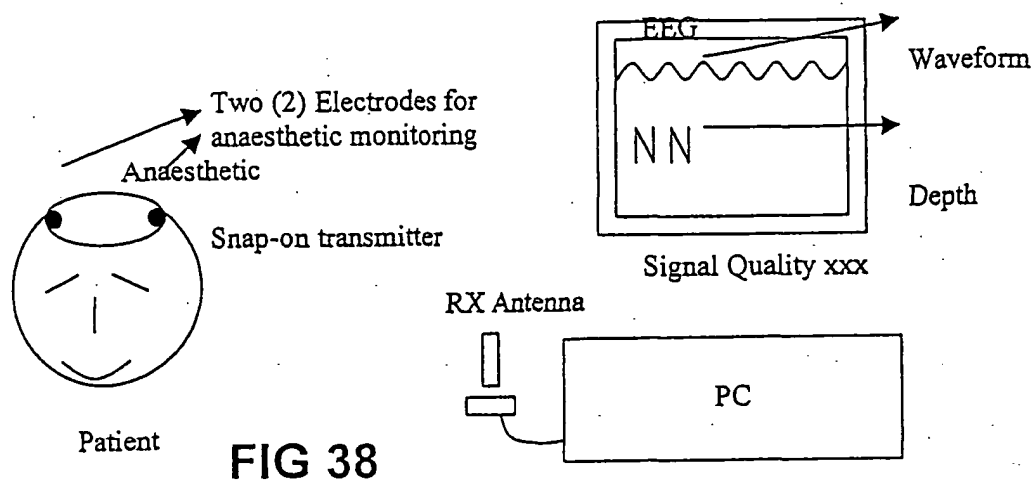 EEG
Waveform
Two (2) Electrodes for
anaesthetic monitoring
Anaesthetic
NN
Depth
Snap-on transmitter
Signal Quality xxx
RX Antenna
PC
Patient
FIG 38